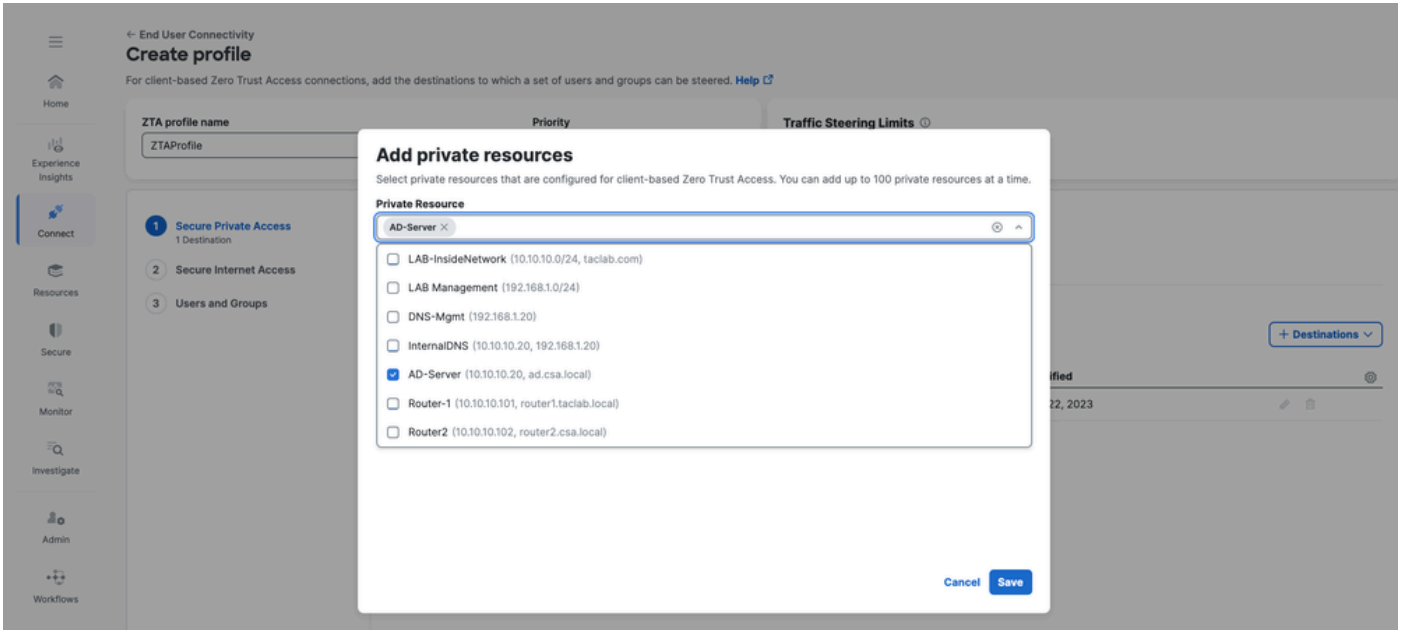 ← End User Connectivity
Create profile
For client-based Zero Trust Access connections, add the destinations to which a set of users and groups can be steered. Help
Home
Experience
Insights
Connect
Resources
Secure
Monitor
Investigate
Admin
Workflows
ZTA profile name
ZTAProfile
Priority
Traffic Steering Limits
1 Secure Private Access
1 Destination
2 Secure Internet Access
3 Users and Groups
+ Destinations
ified
22, 2023
Add private resources
Select private resources that are configured for client-based Zero Trust Access. You can add up to 100 private resources at a time.
Private Resource
AD-Server
LAB-InsideNetwork (10.10.10.0/24, taclab.com)
LAB Management (192.168.1.0/24)
DNS-Mgmt (192.168.1.20)
InternalDNS (10.10.10.20, 192.168.1.20)
AD-Server (10.10.10.20, ad.csa.local)
Router-1 (10.10.10.101, router1.taclab.local)
Router2 (10.10.10.102, router2.csa.local)
Cancel Save